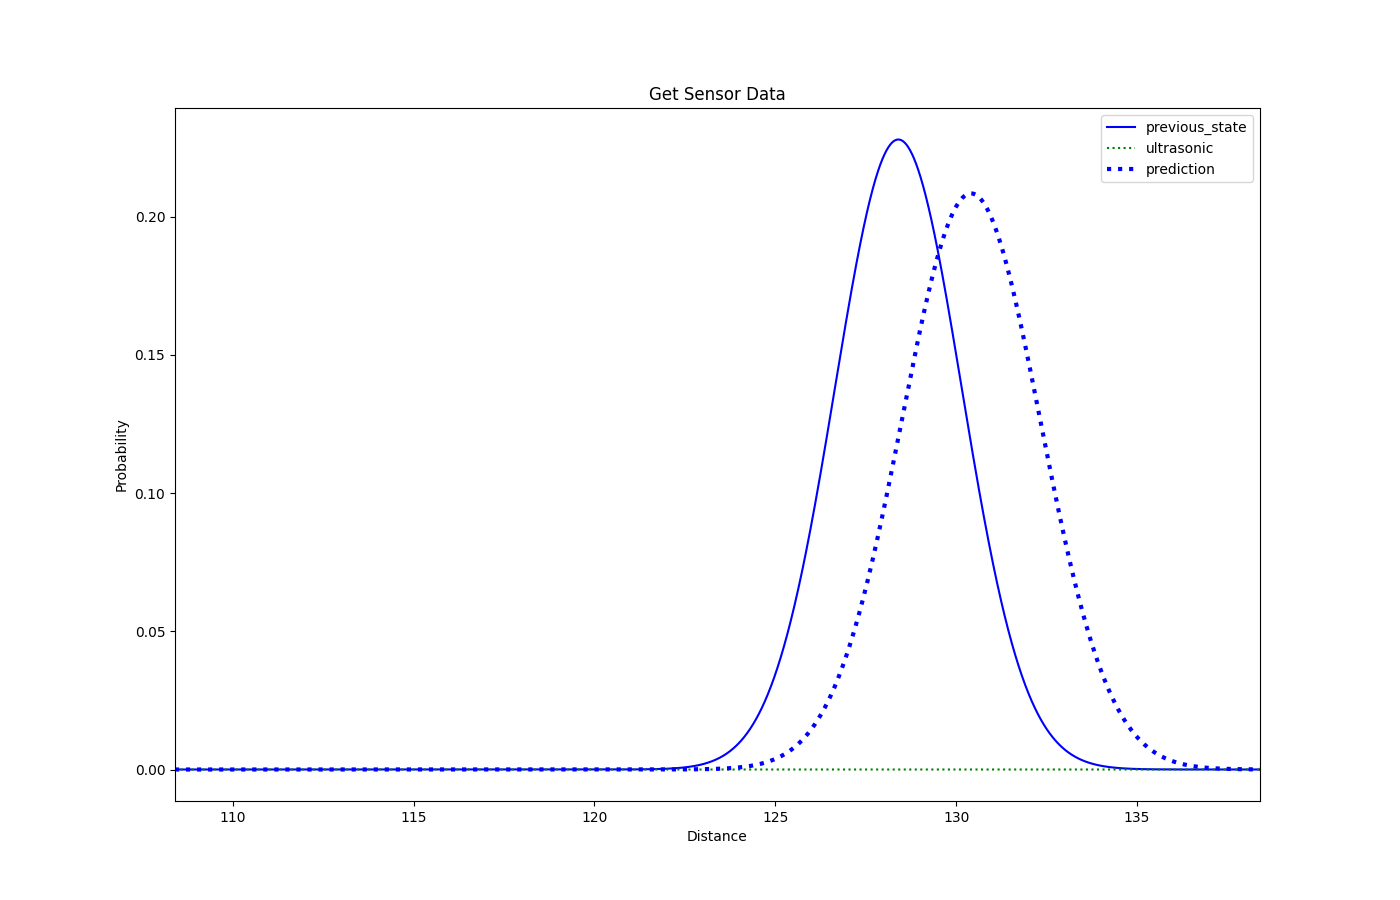 Get Sensor Data
previous_state
ultrasonic
prediction
0.20
0.15
0.10
0.05
0.00
Probability
110 115 120 125 130 135
Distance